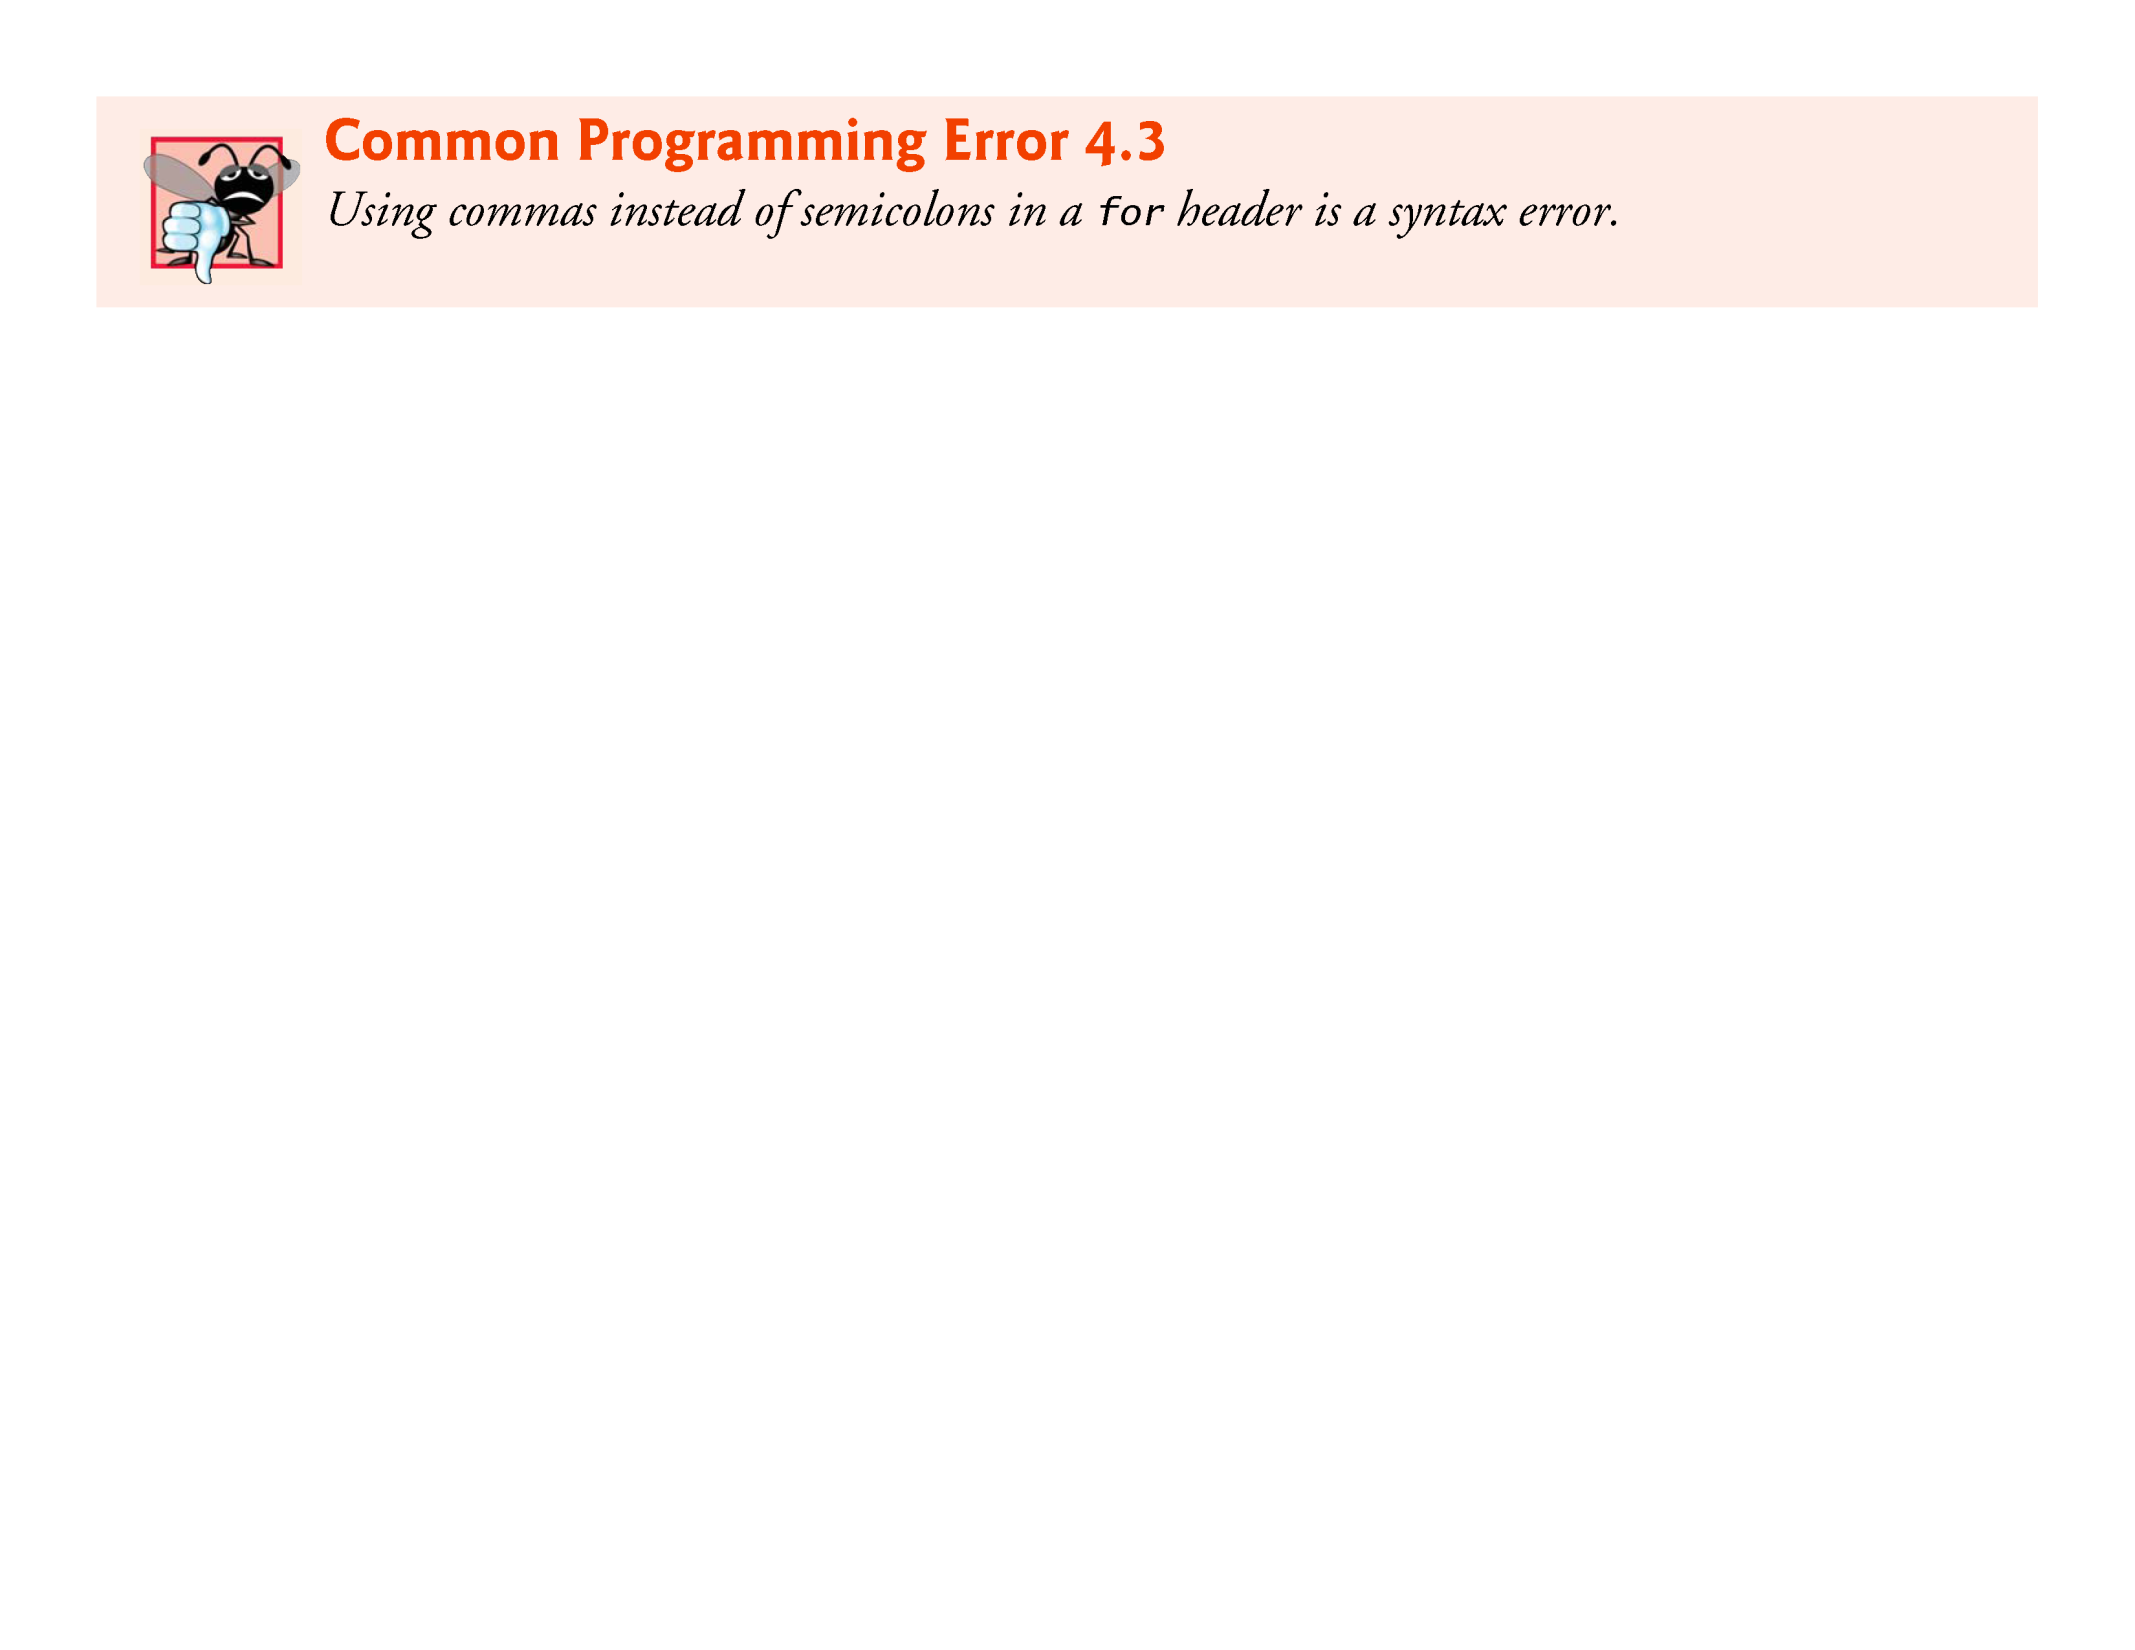 Common Programming Error 4.3
Using commas instead of semicolons in a for header is a syntax error.